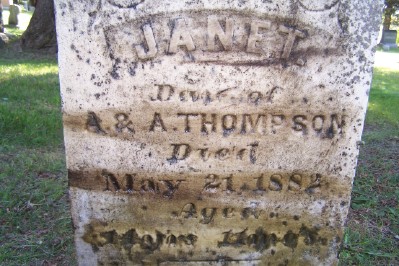 JANET
Dau. of
A. & A. THOMPSON
Died
May 21, 1882
Aged